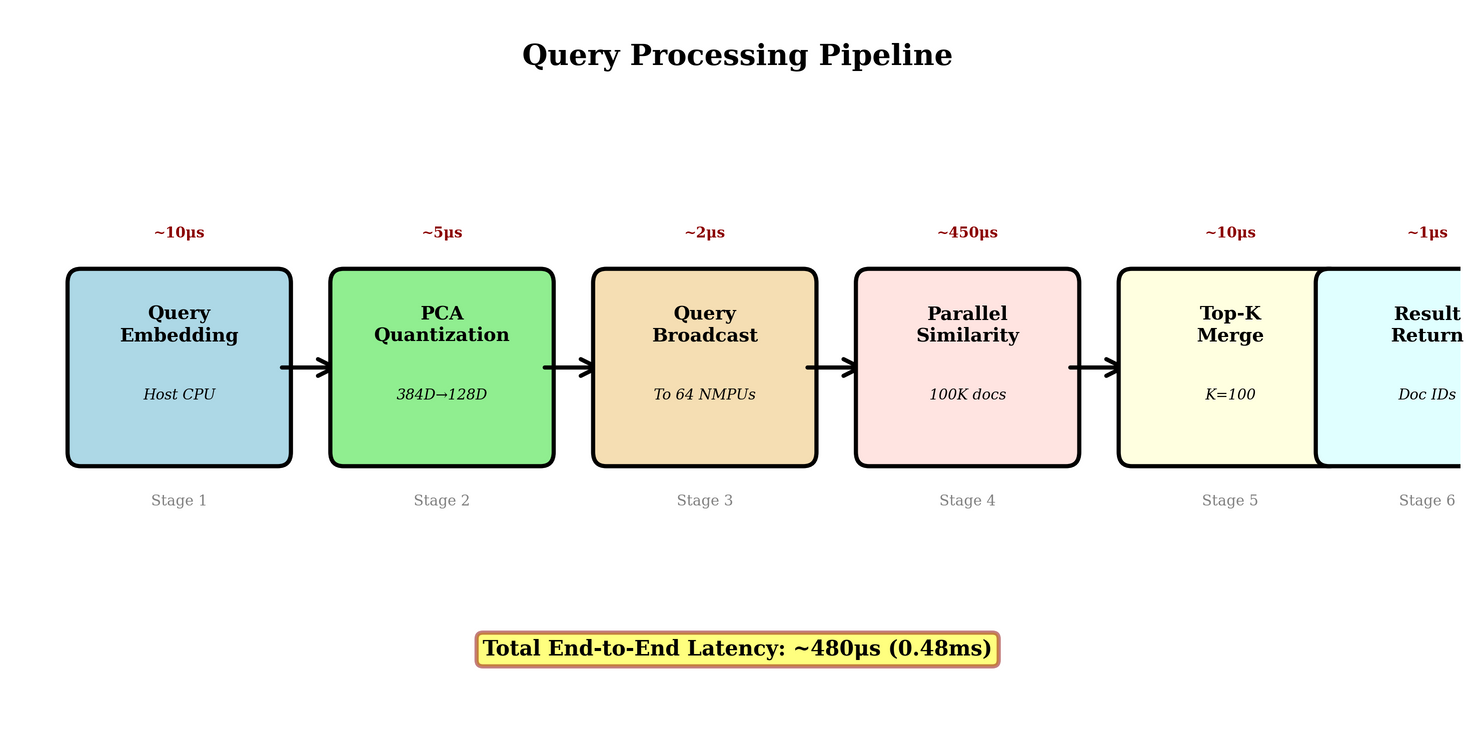 Query Processing Pipeline
~10μs
~5μs
~2μs
~450μs
~10μs
~1μs
Query
Embedding
Host CPU
PCA
Quantization
384D→128D
Query
Broadcast
To 64 NMPUs
Parallel
Similarity
100K docs
Top-K
Merge
K=100
Result
Return
Doc IDs
Stage 1
Stage 2
Stage 3
Stage 4
Stage 5
Stage 6
Total End-to-End Latency: ~480μs (0.48ms)